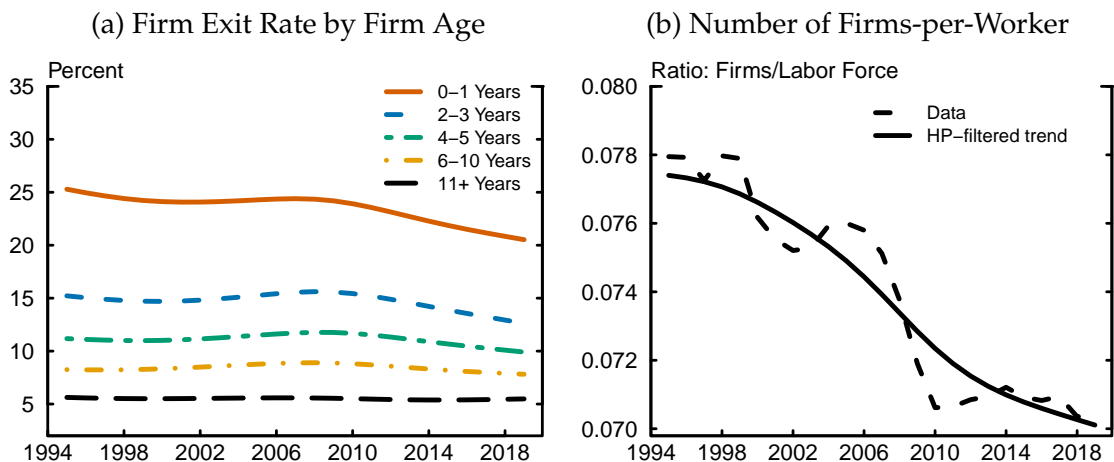 (a) Firm Exit Rate by Firm Age
Percent
35
30
25
20
15
10
5
1994 1998 2002 2006 2010 2014 2018
0–1 Years
2–3 Years
4–5 Years
6–10 Years
11+ Years
(b) Number of Firms-per-Worker
Ratio: Firms/Labor Force
0.080
0.078
0.076
0.074
0.072
0.070
1994 1998 2002 2006 2010 2014 2018
Data
HP–filtered trend